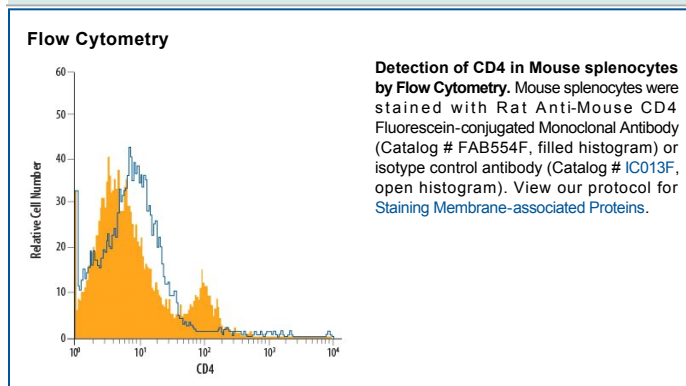 Flow Cytometry
60
50
40
30
20
10
0
Relative Cell Number
10⁰ 10¹ 10² 10³ 10⁴
CD4
Detection of CD4 in Mouse splenocytes
by Flow Cytometry. Mouse splenocytes were
stained with Rat Anti-Mouse CD4
Fluorescein-conjugated Monoclonal Antibody
(Catalog # FAB554F, filled histogram) or
isotype control antibody (Catalog # IC013F,
open histogram). View our protocol for
Staining Membrane-associated Proteins.